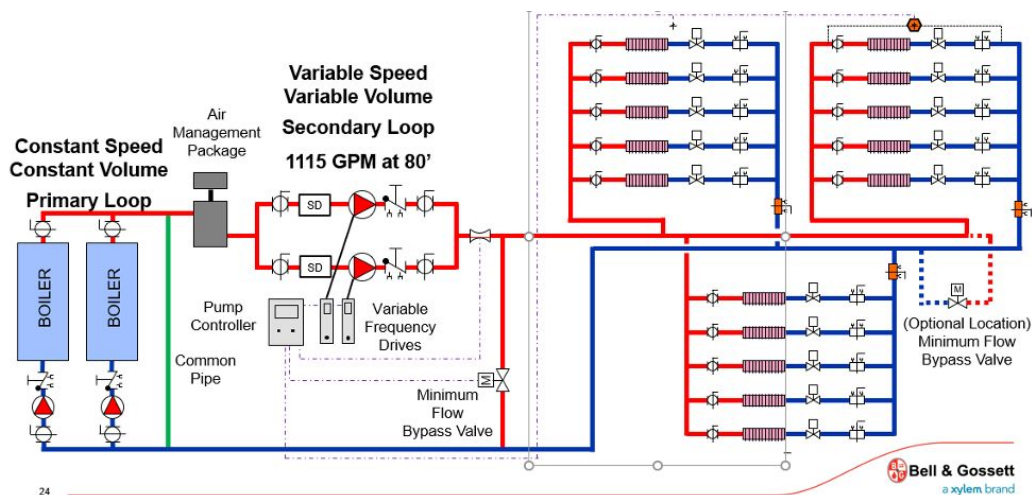 Variable Speed
Variable Volume
Secondary Loop
1115 GPM at 80’
Air
Management
Package
Constant Speed
Constant Volume
Primary Loop
SD
SD
BOILER
BOILER
Pump
Controller
Variable
Frequency
Drives
Common
Pipe
M
Minimum
Flow
Bypass Valve
M
(Optional Location)
Minimum Flow
Bypass Valve
24
B
G
Bell & Gossett
a xylem brand